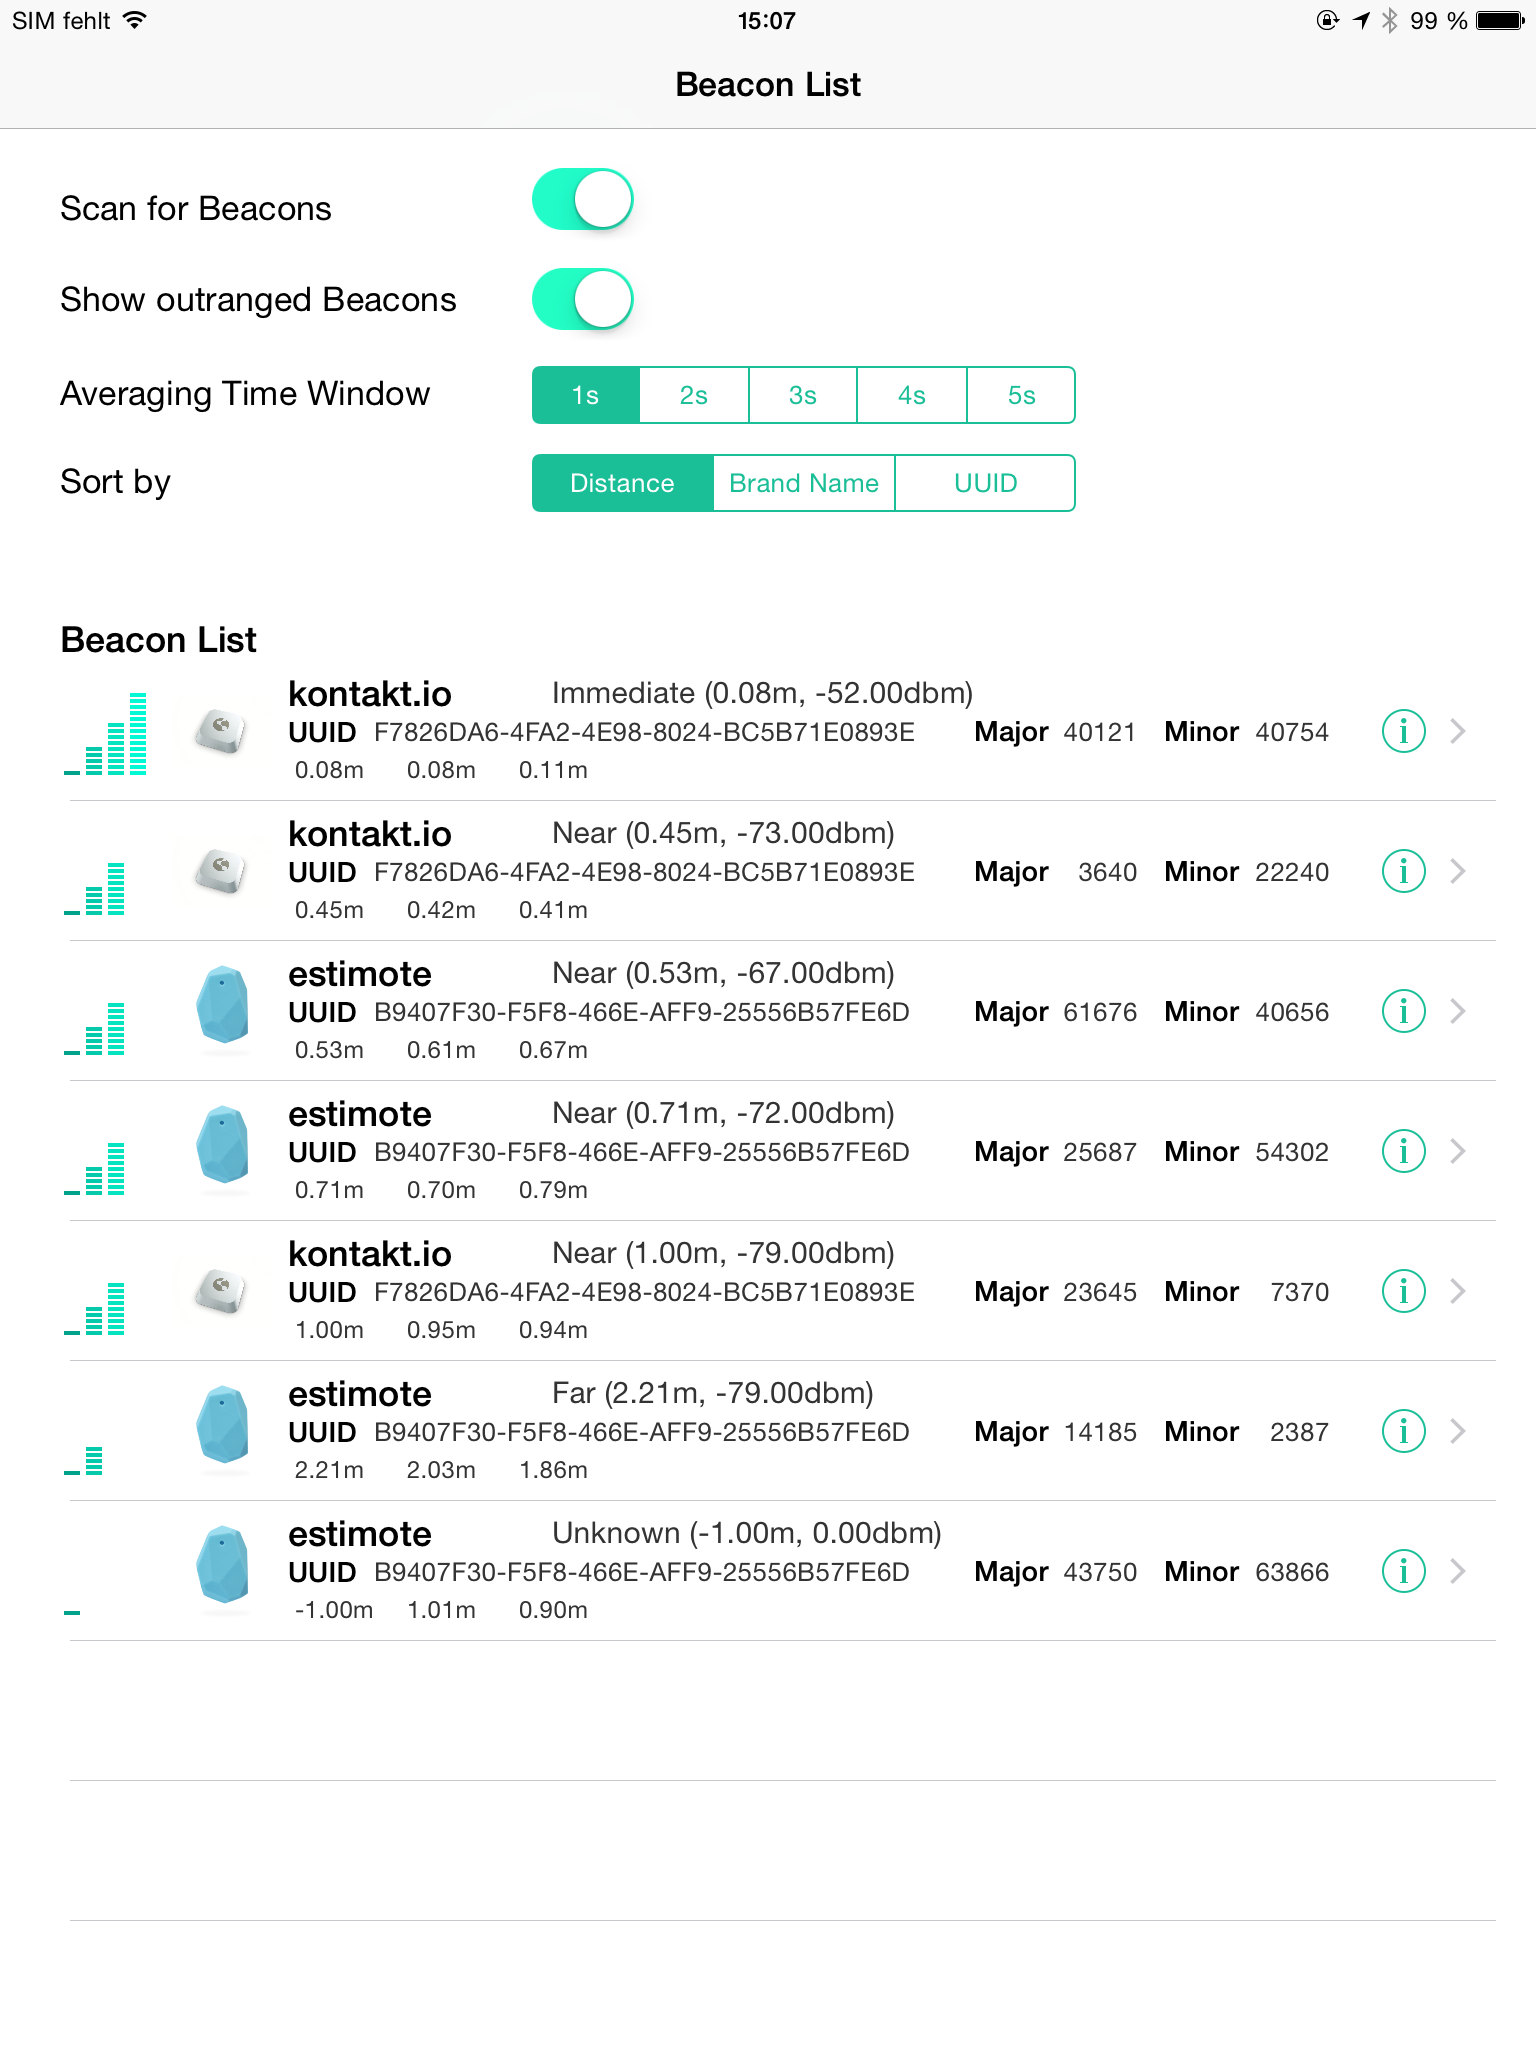 SIM fehlt 15:07 99 %
Beacon List
Scan for Beacons
Show outranged Beacons
Averaging Time Window 1s 2s 3s 4s 5s
Sort by Distance Brand Name UUID
Beacon List
kontakt.io Immediate (0.08m, -52.00dbm)
UUID F7826DA6-4FA2-4E98-8024-BC5B71E0893E Major 40121 Minor 40754
0.08m 0.08m 0.11m
kontakt.io Near (0.45m, -73.00dbm)
UUID F7826DA6-4FA2-4E98-8024-BC5B71E0893E Major 3640 Minor 22240
0.45m 0.42m 0.41m
estimote Near (0.53m, -67.00dbm)
UUID B9407F30-F5F8-466E-AFF9-25556B57FE6D Major 61676 Minor 40656
0.53m 0.61m 0.67m
estimote Near (0.71m, -72.00dbm)
UUID B9407F30-F5F8-466E-AFF9-25556B57FE6D Major 25687 Minor 54302
0.71m 0.70m 0.79m
kontakt.io Near (1.00m, -79.00dbm)
UUID F7826DA6-4FA2-4E98-8024-BC5B71E0893E Major 23645 Minor 7370
1.00m 0.95m 0.94m
estimote Far (2.21m, -79.00dbm)
UUID B9407F30-F5F8-466E-AFF9-25556B57FE6D Major 14185 Minor 2387
2.21m 2.03m 1.86m
estimote Unknown (-1.00m, 0.00dbm)
UUID B9407F30-F5F8-466E-AFF9-25556B57FE6D Major 43750 Minor 63866
-1.00m 1.01m 0.90m